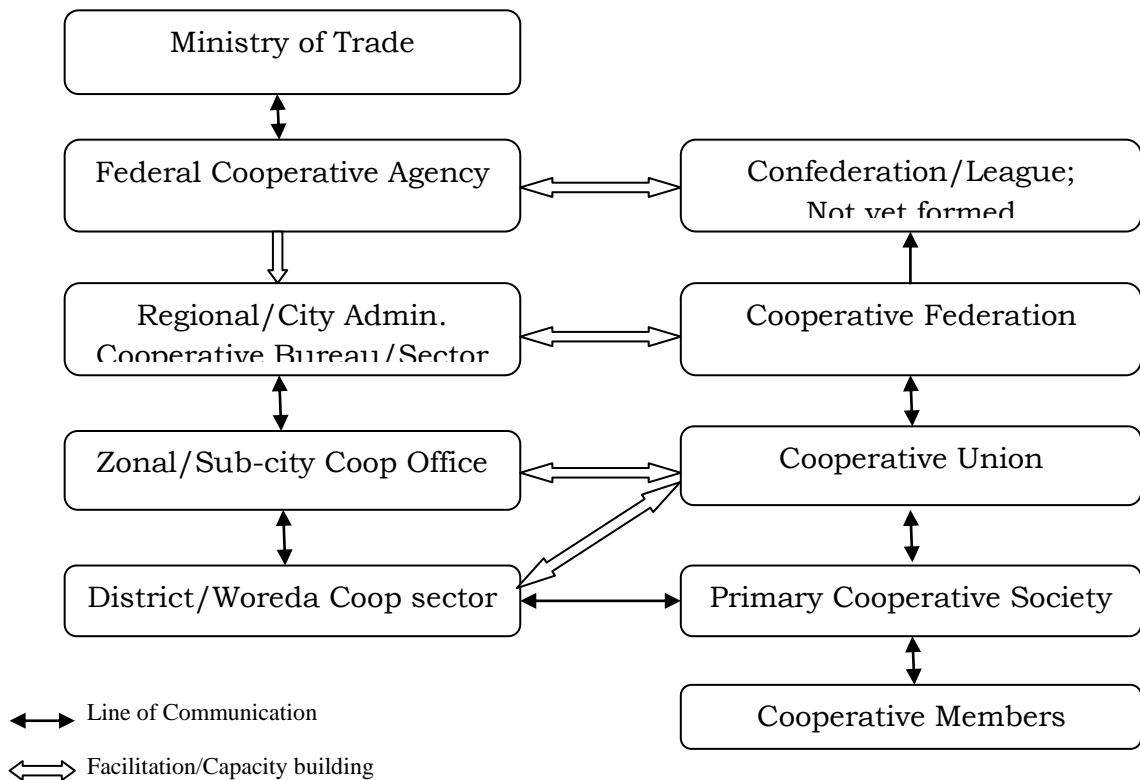 Ministry of Trade
Federal Cooperative Agency
Confederation/League;
Not yet formed
Regional/City Admin.
Cooperative Bureau/Sector
Cooperative Federation
Zonal/Sub-city Coop Office
Cooperative Union
District/Woreda Coop sector
Primary Cooperative Society
Cooperative Members
Line of Communication
Facilitation/Capacity building